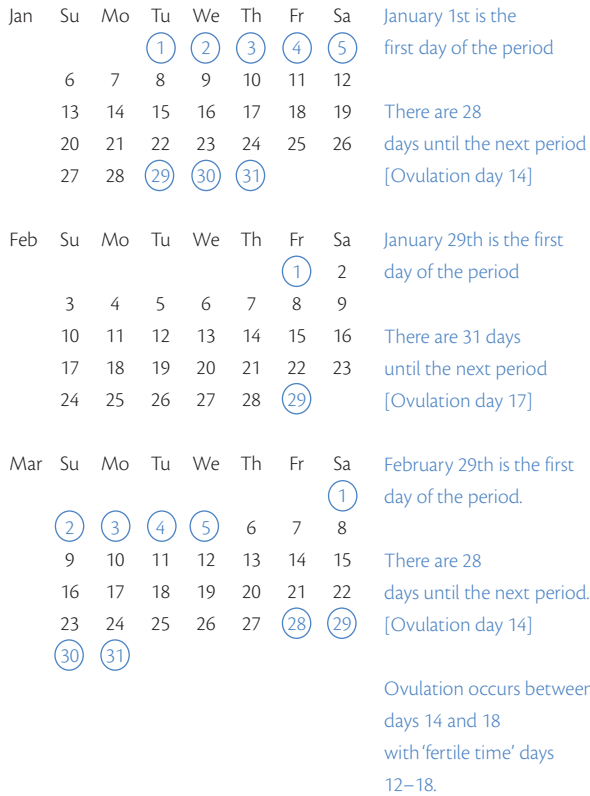 Jan Su Mo Tu We Th Fr Sa January 1st is the
1 2 3 4 5 first day of the period
6 7 8 9 10 11 12
13 14 15 16 17 18 19 There are 28
20 21 22 23 24 25 26 days until the next period
27 28 29 30 31 [Ovulation day 14]
Feb Su Mo Tu We Th Fr Sa January 29th is the first
1 2 day of the period
3 4 5 6 7 8 9
10 11 12 13 14 15 16 There are 31 days
17 18 19 20 21 22 23 until the next period
24 25 26 27 28 29 [Ovulation day 17]
Mar Su Mo Tu We Th Fr Sa February 29th is the first
1 day of the period.
2 3 4 5 6 7 8
9 10 11 12 13 14 15 There are 28
16 17 18 19 20 21 22 days until the next period.
23 24 25 26 27 28 29 [Ovulation day 14]
30 31
Ovulation occurs between
days 14 and 18
with ‘fertile time’ days
12–18.